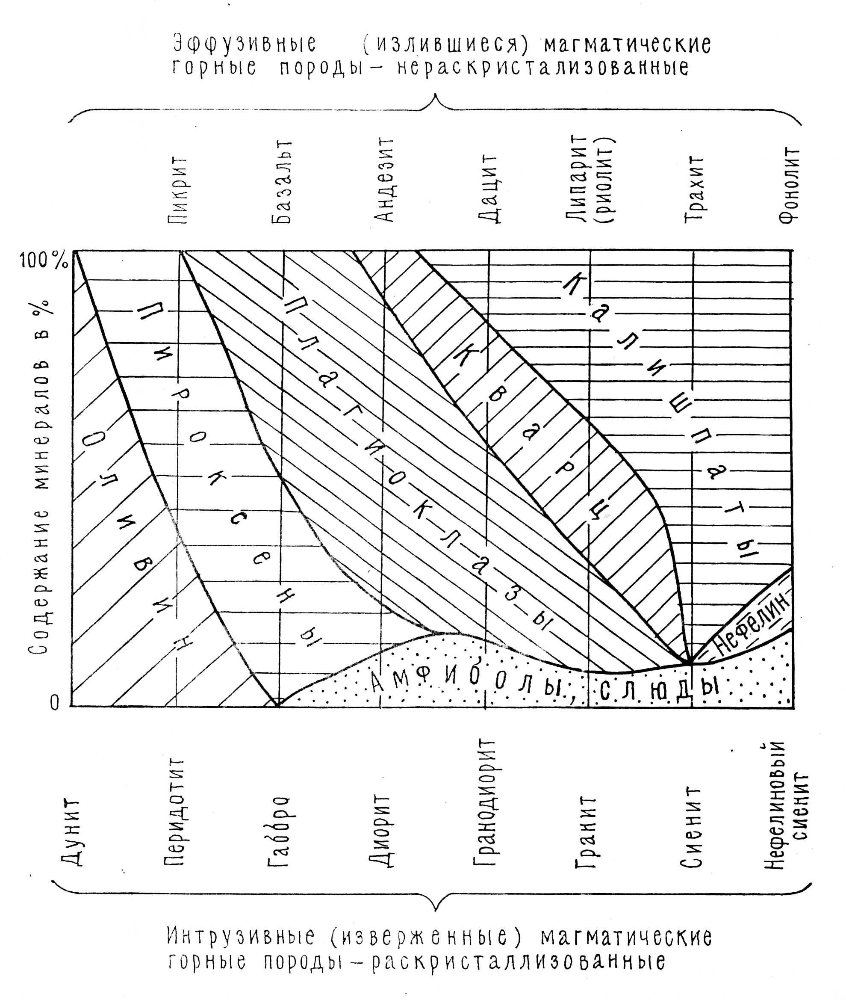 Эффузивные (излившиеся) магматические
горные породы – нераскристализованные
Пикрит
Базальт
Андезит
Дацит
Липарит
(риолит)
Трахит
Фонолит
100%
Содержание минералов в %
0
Оливин
Пироксены
Плагиоклазы
Кварц
Калишпаты
Нефелин
Амфиболы, слюды
Дунит
Перидотит
Габбро
Диорит
Гранодиорит
Гранит
Сиенит
Нефелиновый
сиенит
Интрузивные (изверженные) магматические
горные породы – раскристаллизованные